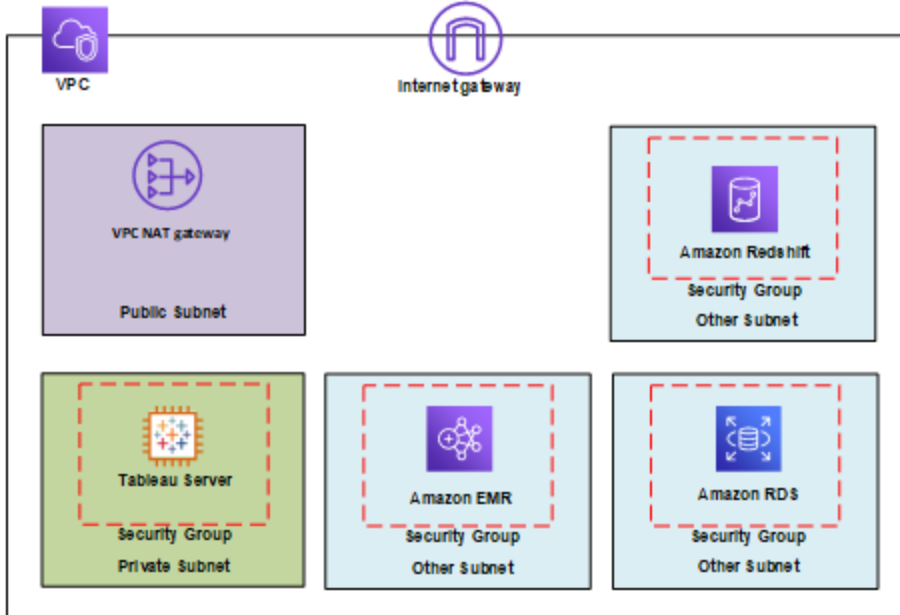 VPC
Internet gateway
VPC NAT gateway
Public Subnet
Amazon Redshift
Security Group
Other Subnet
Tableau Server
Security Group
Private Subnet
Amazon EMR
Security Group
Other Subnet
Amazon RDS
Security Group
Other Subnet